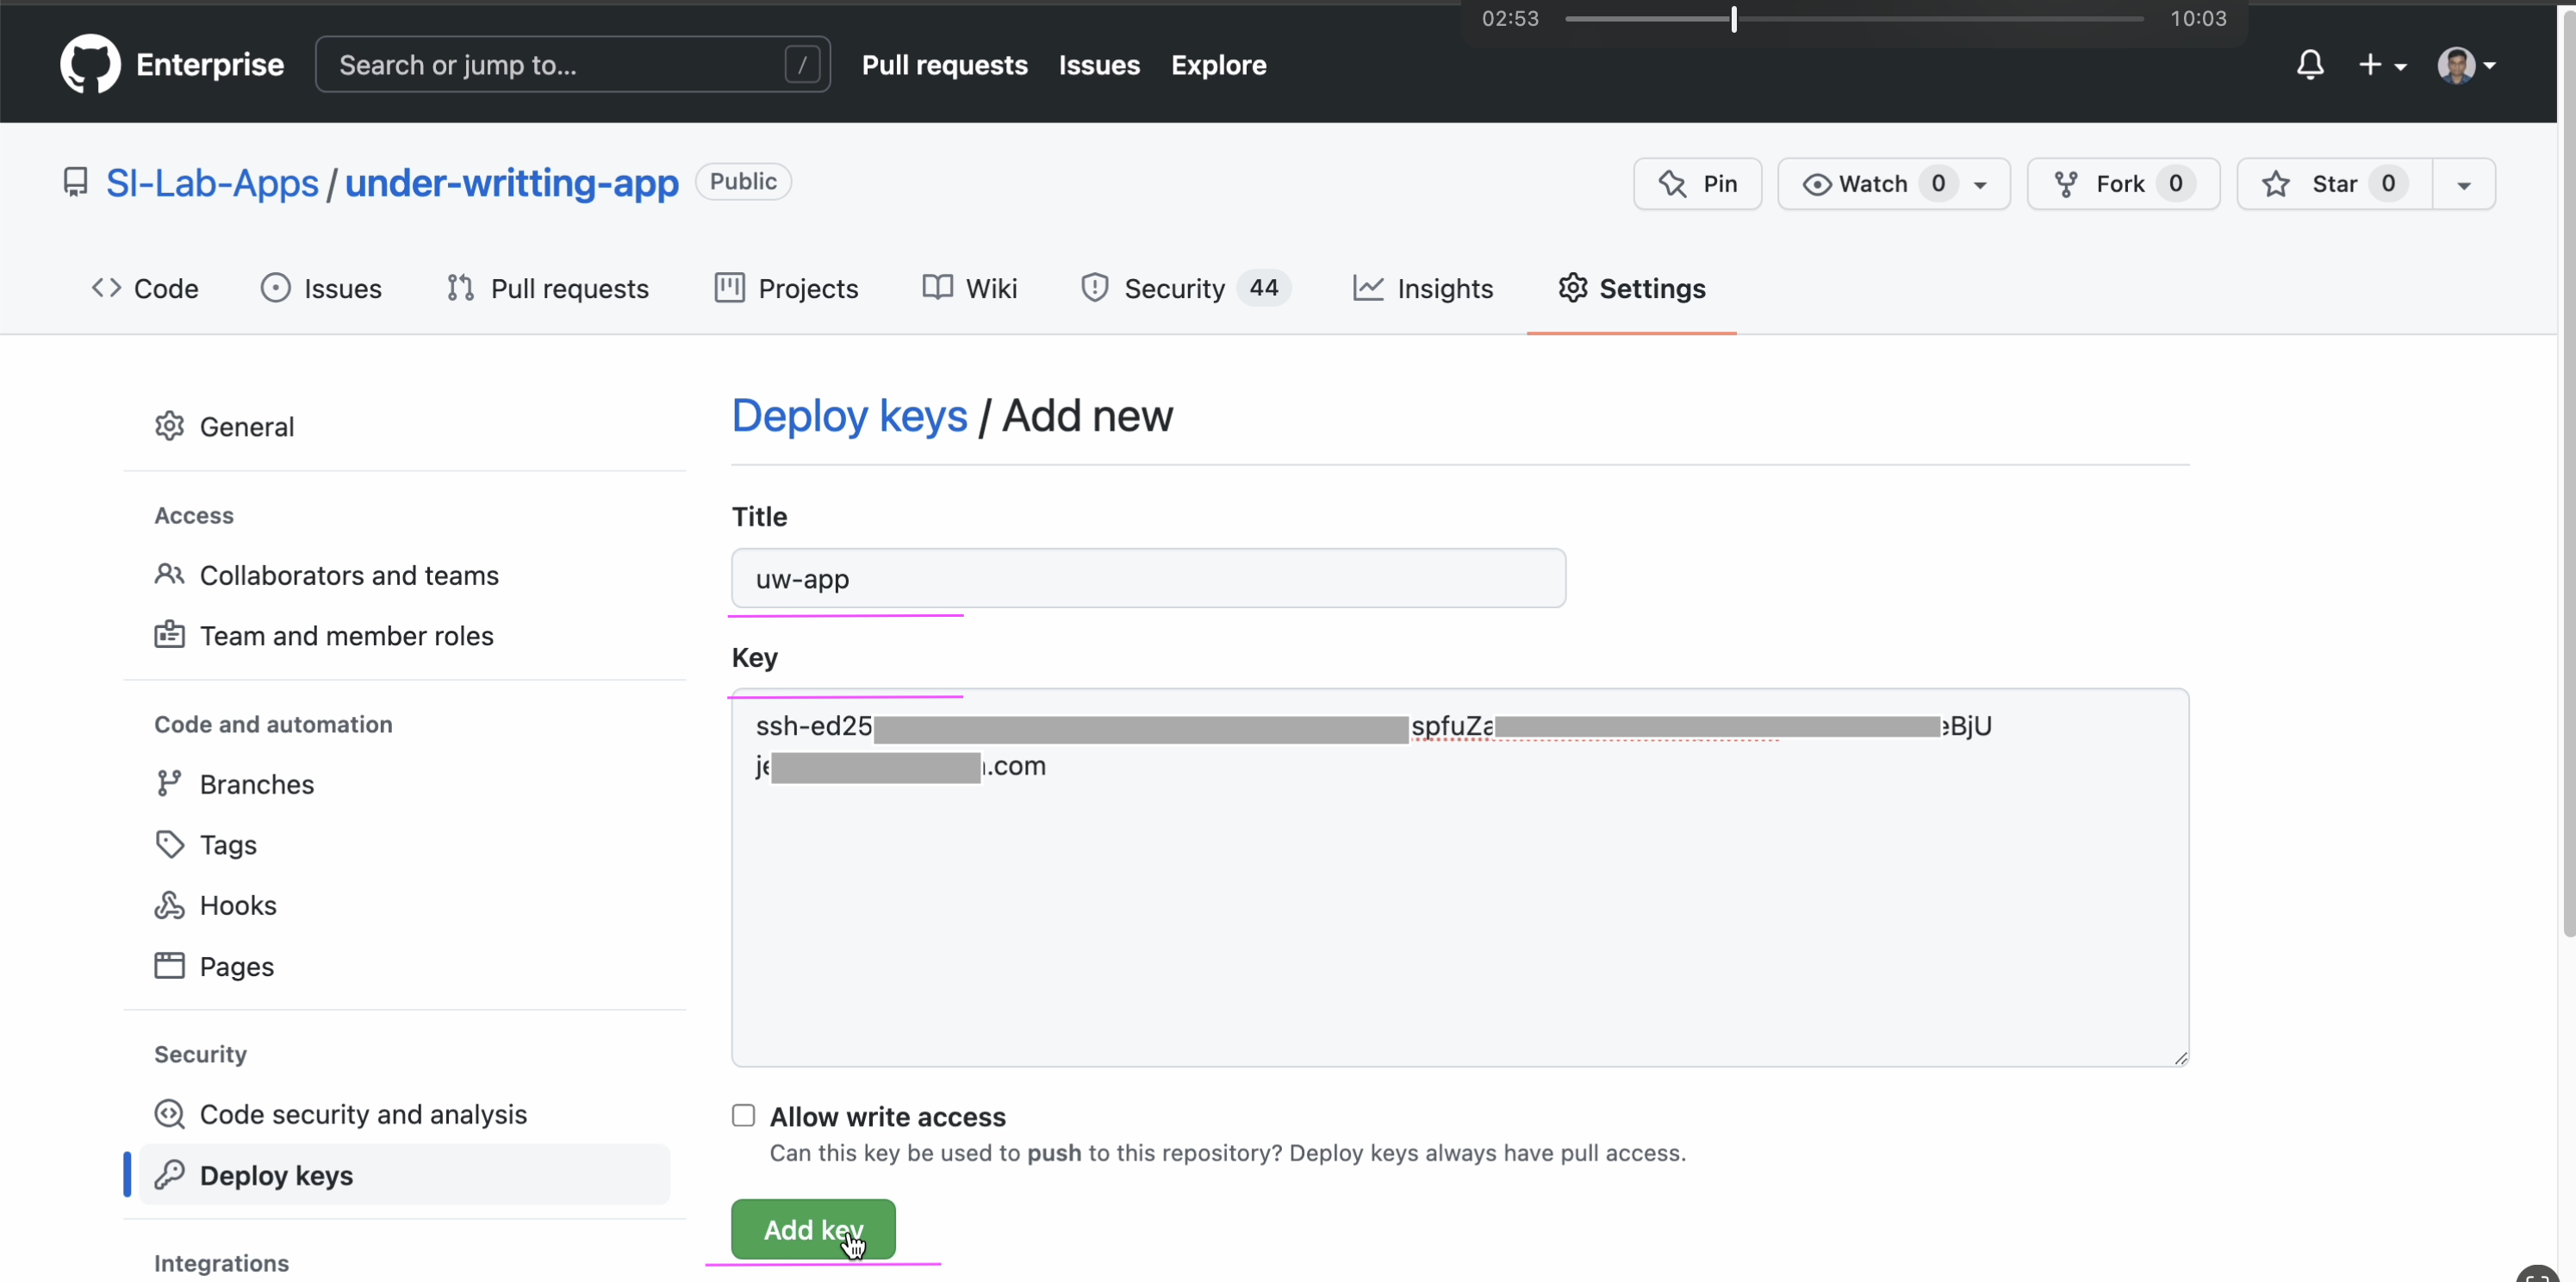 02:53 10:03
Enterprise Search or jump to... / Pull requests Issues Explore
SI-Lab-Apps / under-writting-app Public Pin Watch 0 Fork 0 Star 0
Code Issues Pull requests Projects Wiki Security 44 Insights Settings
Deploy keys / Add new
General
Access
Collaborators and teams
Team and member roles
Code and automation
Branches
Tags
Hooks
Pages
Security
Code security and analysis
Deploy keys
Integrations
Title
uw-app
Key
ssh-ed25 spfuZa eBjU
je .com
Allow write access
Can this key be used to push to this repository? Deploy keys always have pull access.
Add key